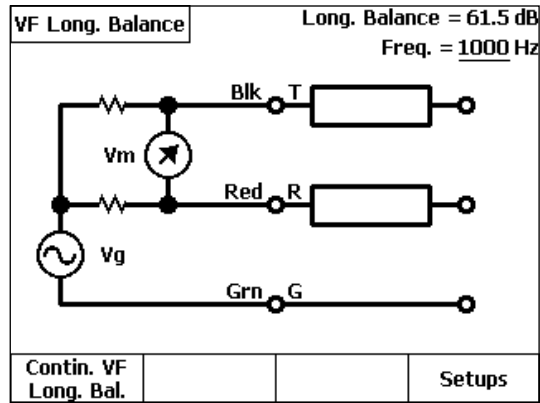 VF Long. Balance
Long. Balance = 61.5 dB
Freq. = 1000 Hz
Blk T
Vm
Red R
Vg
Grn G
Contin. VF
Long. Bal.
Setups